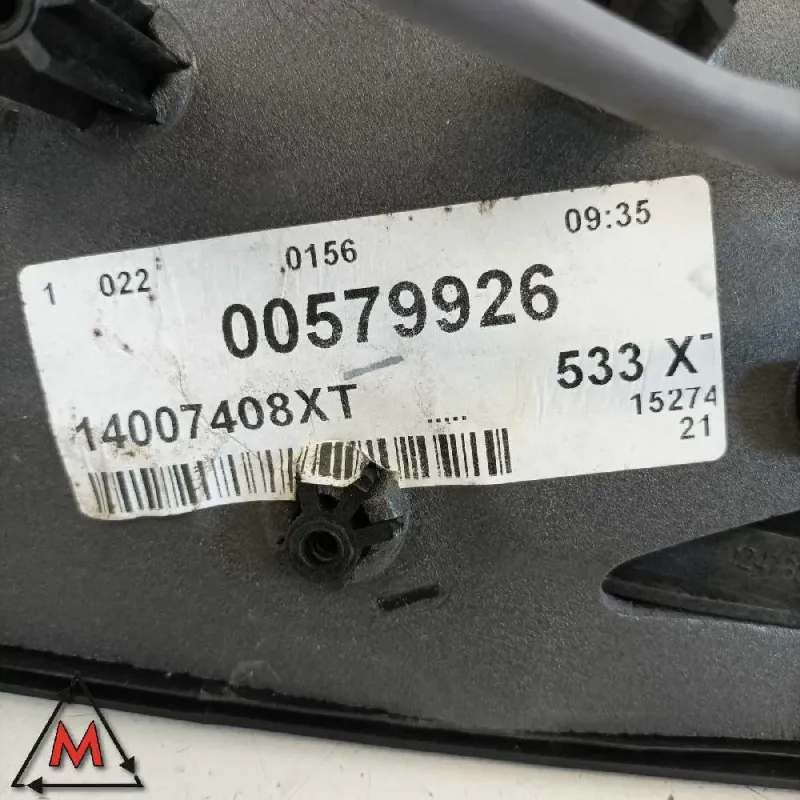 1 022 0156 09:35
00579926
14007408XT ..... 533 X
15274
21
M